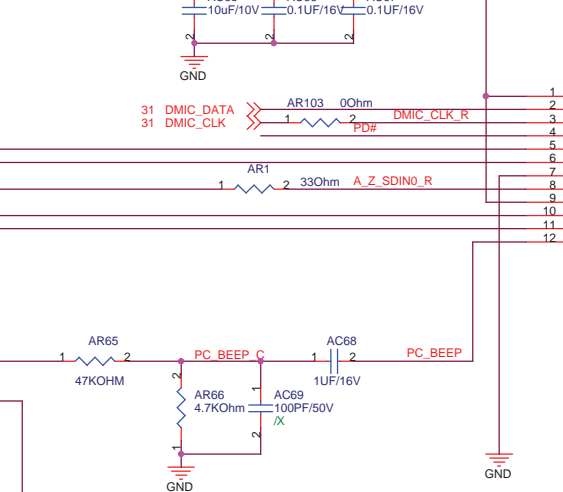 10uF/10V
0.1UF/16V
0.1UF/16V
2
2
2
GND
31 DMIC_DATA
31 DMIC_CLK
AR103 0Ohm
1
2
DMIC_CLK_R
PD#
1
2
3
4
5
6
7
8
9
10
11
12
AR1
1
2
33Ohm
A_Z_SDIN0_R
AR65
1
2
47KOHM
PC_BEEP_C
AC68
1
2
1UF/16V
PC_BEEP
2
AR66
4.7KOhm
1
1
AC69
100PF/50V
/X
2
GND
GND